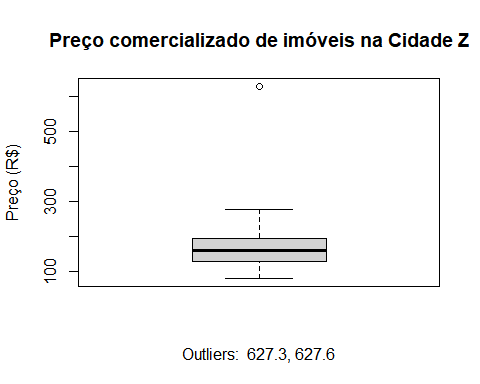 Preço comercializado de imóveis na Cidade Z
Preço (R$)
500
300
100
Outliers: 627.3, 627.6